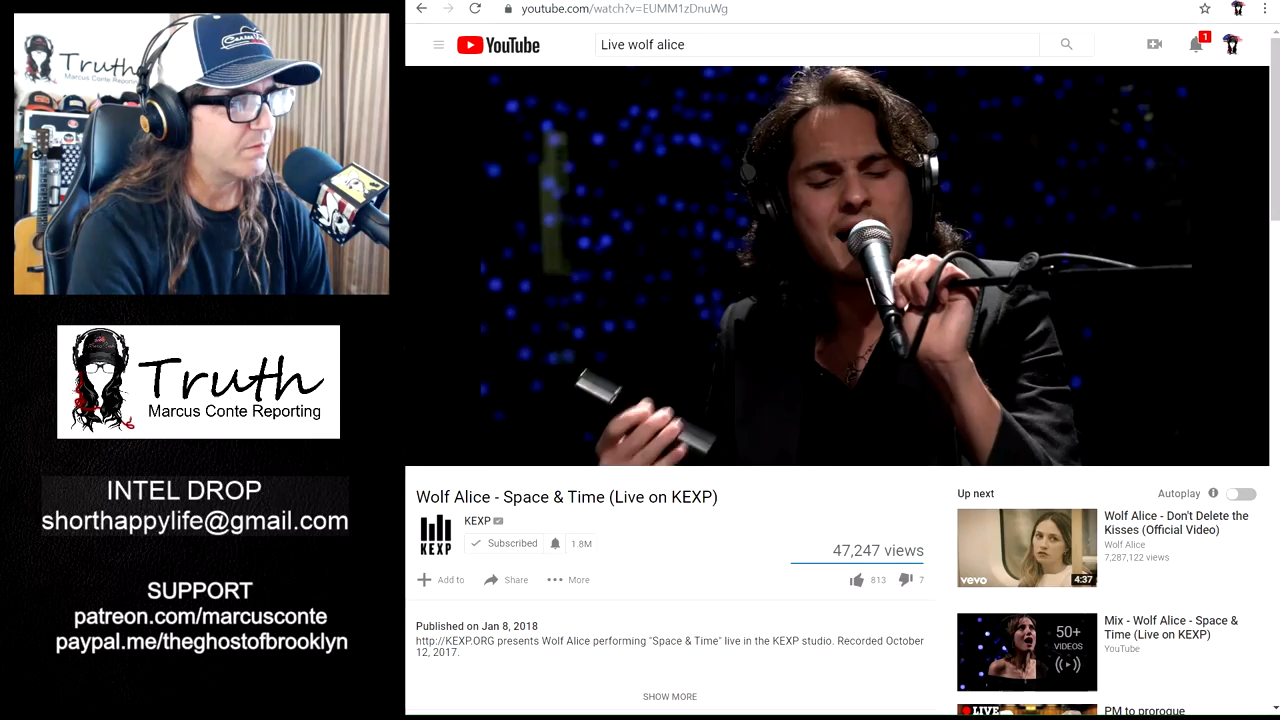 Truth
Marcus Conte Reporting
Truth
Marcus Conte Reporting
INTEL DROP
shorthappylife@gmail.com
SUPPORT
patreon.com/marcusconte
paypal.me/theghostofbrooklyn
youtube.com/watch?v=EUMM1zDnuWg
YouTube
Live wolf alice
1
Wolf Alice - Space & Time (Live on KEXP)
KEXP
KEXP
Subscribed
1.8M
47,247 views
Add to
Share
More
813
7
Published on Jan 8, 2018
http://KEXP.ORG presents Wolf Alice performing "Space & Time" live in the KEXP studio. Recorded October
12, 2017.
SHOW MORE
Up next
Autoplay
Wolf Alice - Don't Delete the
Kisses (Official Video)
Wolf Alice
7,287,122 views
vevo
4:37
Mix - Wolf Alice - Space &
Time (Live on KEXP)
YouTube
50+
VIDEOS
LIVE
PM to prorogue